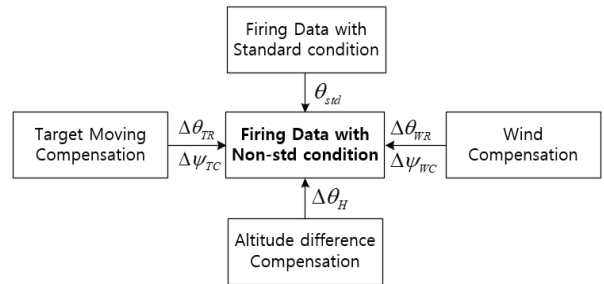 Firing Data with
Standard condition
θstd
Target Moving
Compensation
ΔθTR
ΔψTC
Firing Data with
Non-std condition
ΔθWR
ΔψWC
Wind
Compensation
ΔθH
Altitude difference
Compensation